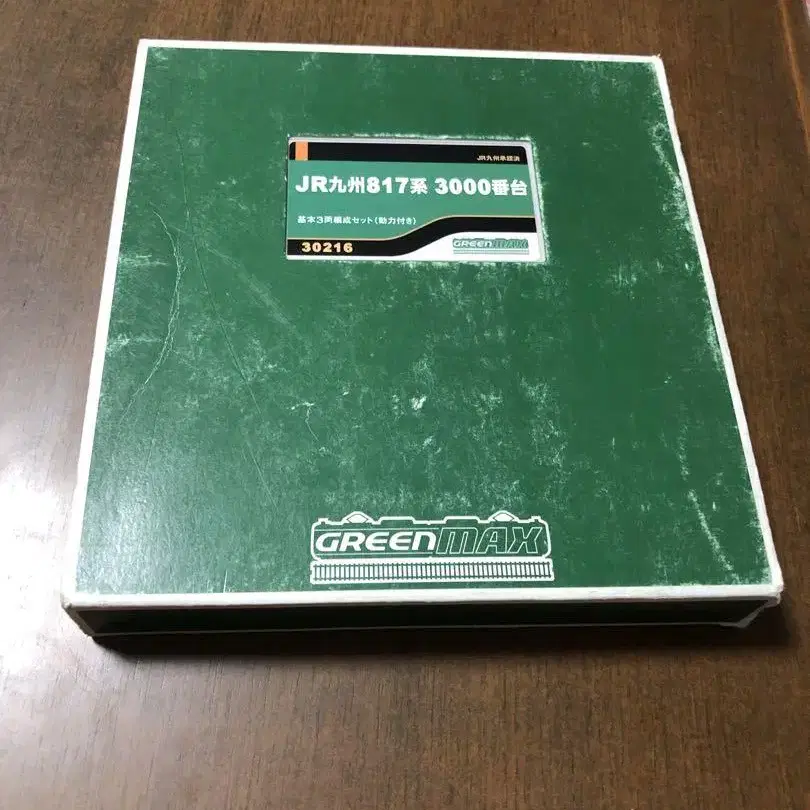 JR九州承認済
JR九州817系 3000番台
基本3両編成セット(動力付き)
30216
GREENMAX
GREENMAX